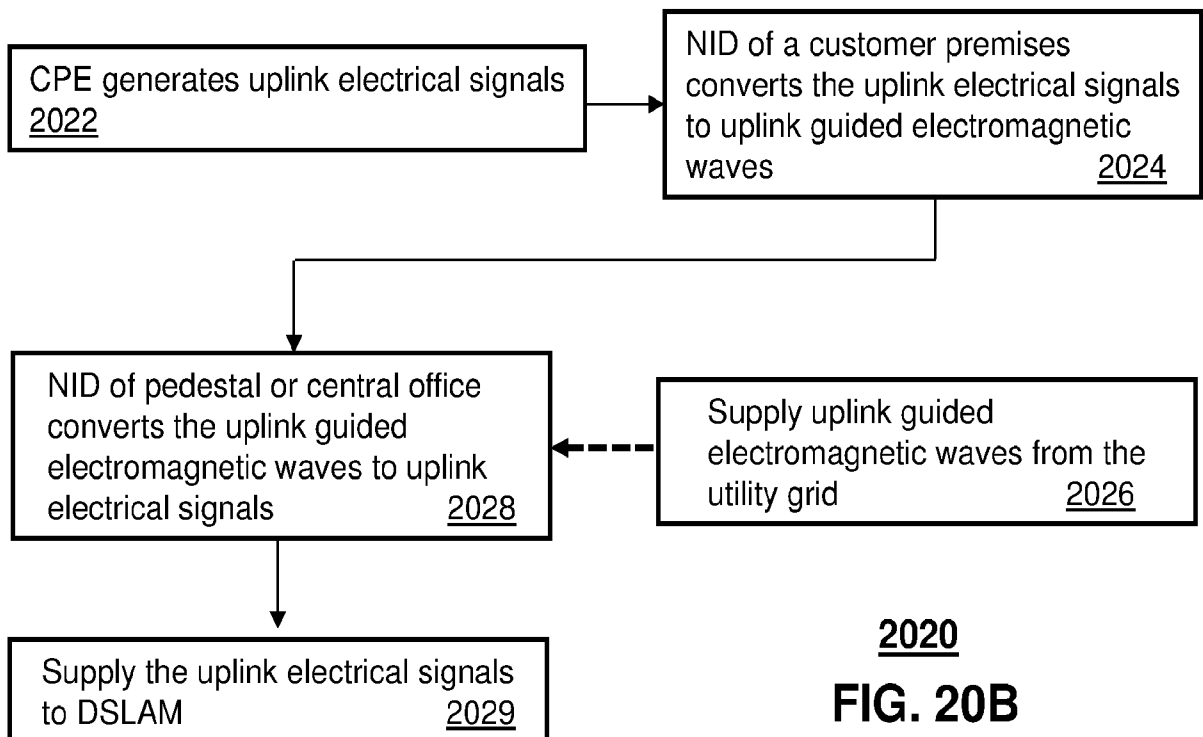 CPE generates uplink electrical signals
2022
NID of a customer premises
converts the uplink electrical signals
to uplink guided electromagnetic
waves 2024
NID of pedestal or central office
converts the uplink guided
electromagnetic waves to uplink
electrical signals 2028
Supply uplink guided
electromagnetic waves from the
utility grid 2026
Supply the uplink electrical signals
to DSLAM 2029
2020
FIG. 20B